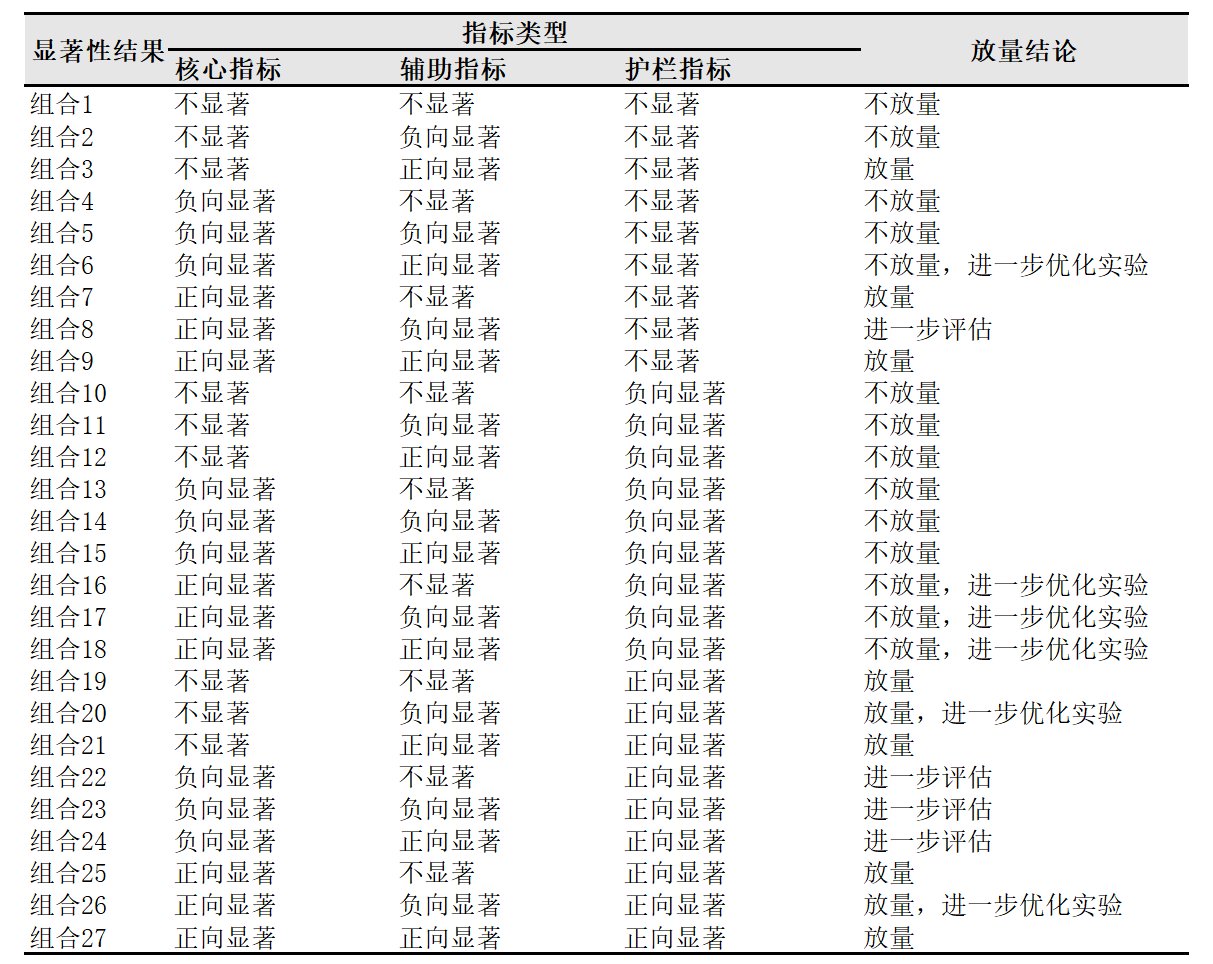 指标类型
显著性结果 放量结论
核心指标 辅助指标 护栏指标
组合1 不显著 不显著 不显著 不放量
组合2 不显著 负向显著 不显著 不放量
组合3 不显著 正向显著 不显著 放量
组合4 负向显著 不显著 不显著 不放量
组合5 负向显著 负向显著 不显著 不放量
组合6 负向显著 正向显著 不显著 不放量，进一步优化实验
组合7 正向显著 不显著 不显著 放量
组合8 正向显著 负向显著 不显著 进一步评估
组合9 正向显著 正向显著 不显著 放量
组合10 不显著 不显著 负向显著 不放量
组合11 不显著 负向显著 负向显著 不放量
组合12 不显著 正向显著 负向显著 不放量
组合13 负向显著 不显著 负向显著 不放量
组合14 负向显著 负向显著 负向显著 不放量
组合15 负向显著 正向显著 负向显著 不放量
组合16 正向显著 不显著 负向显著 不放量，进一步优化实验
组合17 正向显著 负向显著 负向显著 不放量，进一步优化实验
组合18 正向显著 正向显著 负向显著 不放量，进一步优化实验
组合19 不显著 不显著 正向显著 放量
组合20 不显著 负向显著 正向显著 放量，进一步优化实验
组合21 不显著 正向显著 正向显著 放量
组合22 负向显著 不显著 正向显著 进一步评估
组合23 负向显著 负向显著 正向显著 进一步评估
组合24 负向显著 正向显著 正向显著 进一步评估
组合25 正向显著 不显著 正向显著 放量
组合26 正向显著 负向显著 正向显著 放量，进一步优化实验
组合27 正向显著 正向显著 正向显著 放量